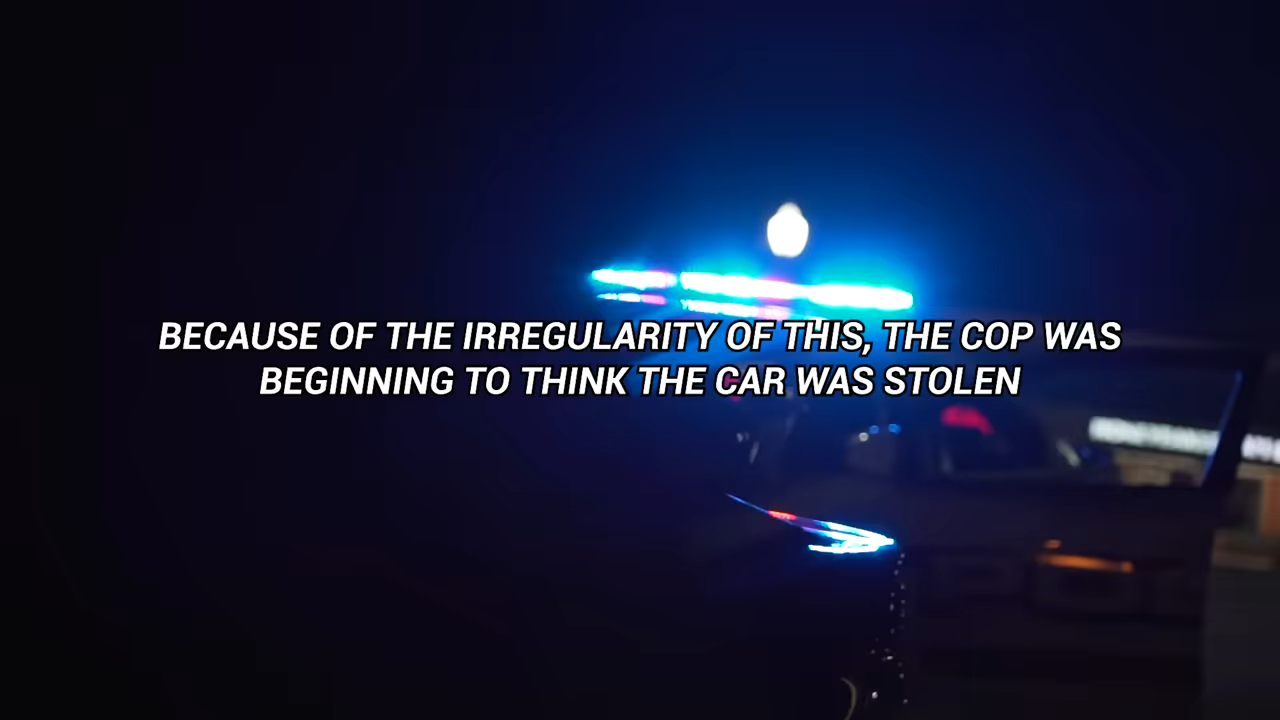 BECAUSE OF THE IRREGULARITY OF THIS, THE COP WAS
BEGINNING TO THINK THE CAR WAS STOLEN